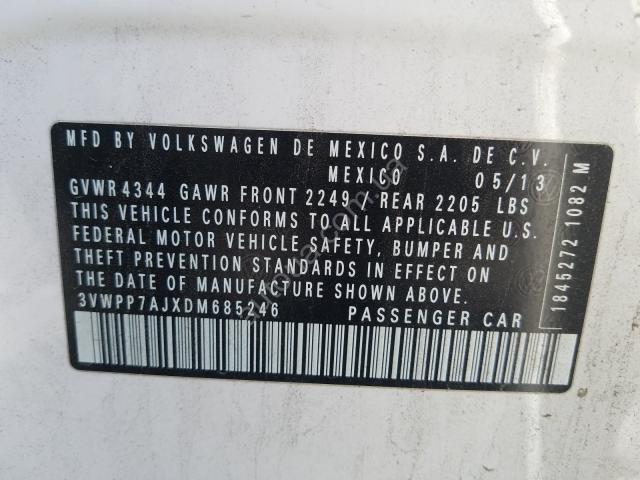 MFD BY VOLKSWAGEN DE MEXICO S.A. DE C.V.
MEXICO 05/13
GVWR 4344 GAWR FRONT 2249 / REAR 2205 LBS
THIS VEHICLE CONFORMS TO ALL APPLICABLE U.S.
FEDERAL MOTOR VEHICLE SAFETY, BUMPER AND
THEFT PREVENTION STANDARDS IN EFFECT ON
THE DATE OF MANUFACTURE SHOWN ABOVE.
3VWPP7AJXDM685246 PASSENGER CAR
1845272 1082 M